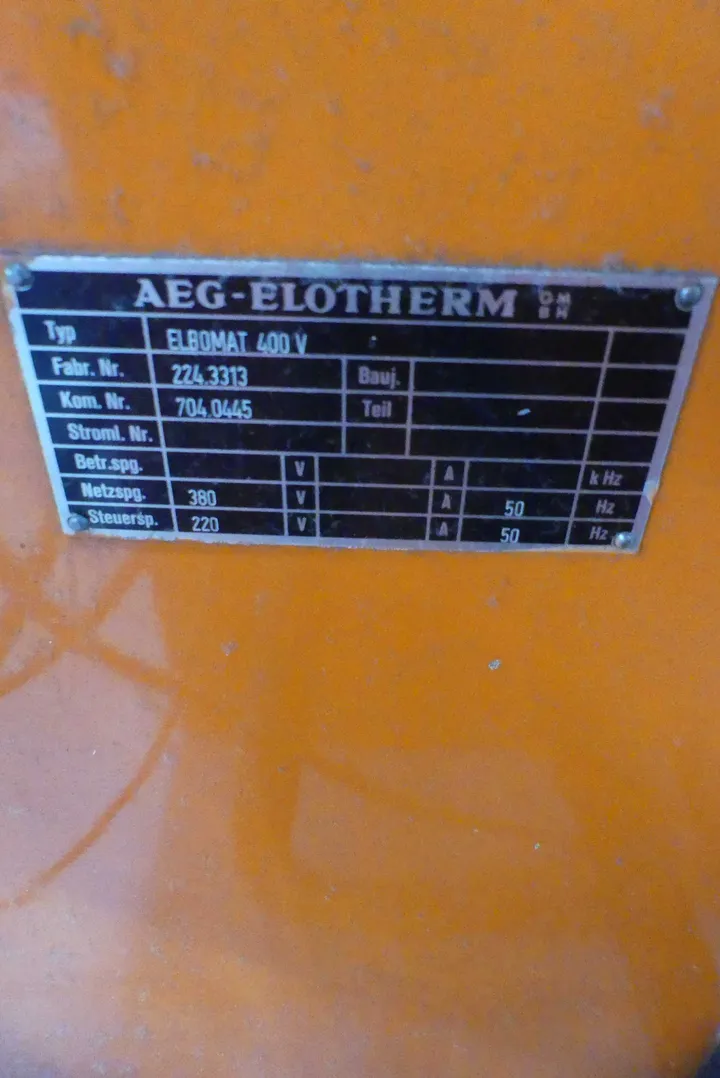 AEG-ELOTHERM GMBH
Typ ELBOMAT 400 V
Fabr. Nr. 224.3313 Bauj.
Kom. Nr. 704.0445 Teil
Stroml. Nr.
Betr.spg. V A k Hz
Netzspg. 380 V A 50 Hz
Steuersp. 220 V A 50 Hz